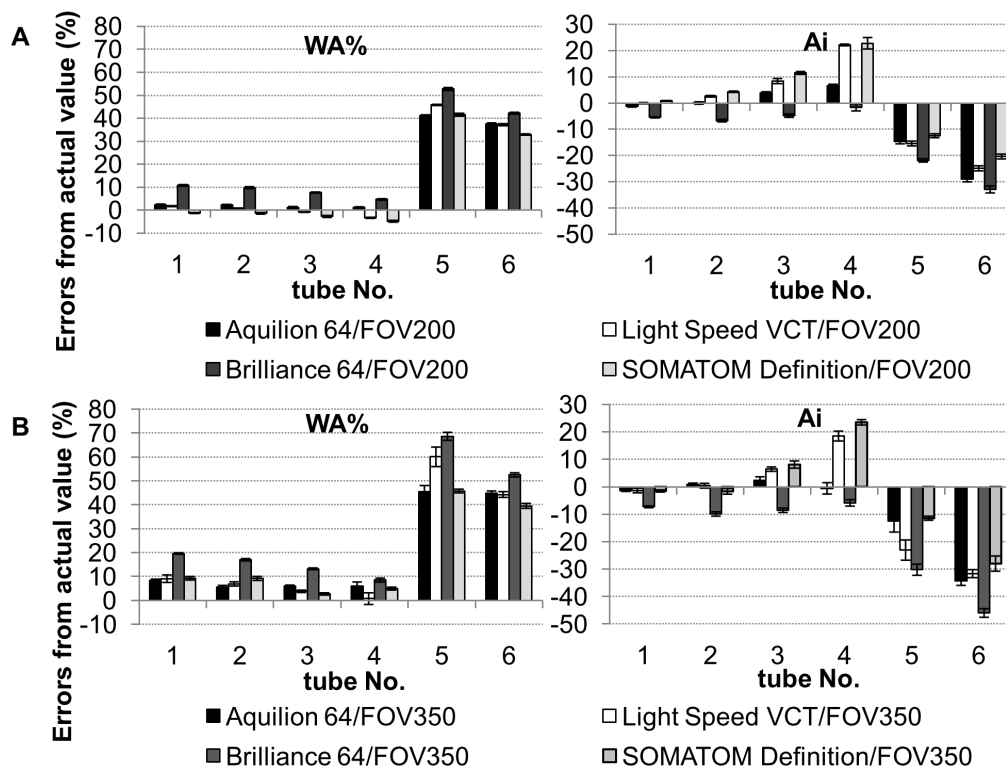 A
Errors from actual value (%)
WA%
80
70
60
50
40
30
20
10
0
-10
1 2 3 4 5 6
tube No.
Ai
30
20
10
0
-10
-20
-30
-40
-50
1 2 3 4 5 6
tube No.
Aquilion 64/FOV200
Light Speed VCT/FOV200
Brilliance 64/FOV200
SOMATOM Definition/FOV200
B
Errors from actual value (%)
WA%
80
70
60
50
40
30
20
10
0
-10
1 2 3 4 5 6
tube No.
Ai
30
20
10
0
-10
-20
-30
-40
-50
1 2 3 4 5 6
tube No.
Aquilion 64/FOV350
Light Speed VCT/FOV350
Brilliance 64/FOV350
SOMATOM Definition/FOV350